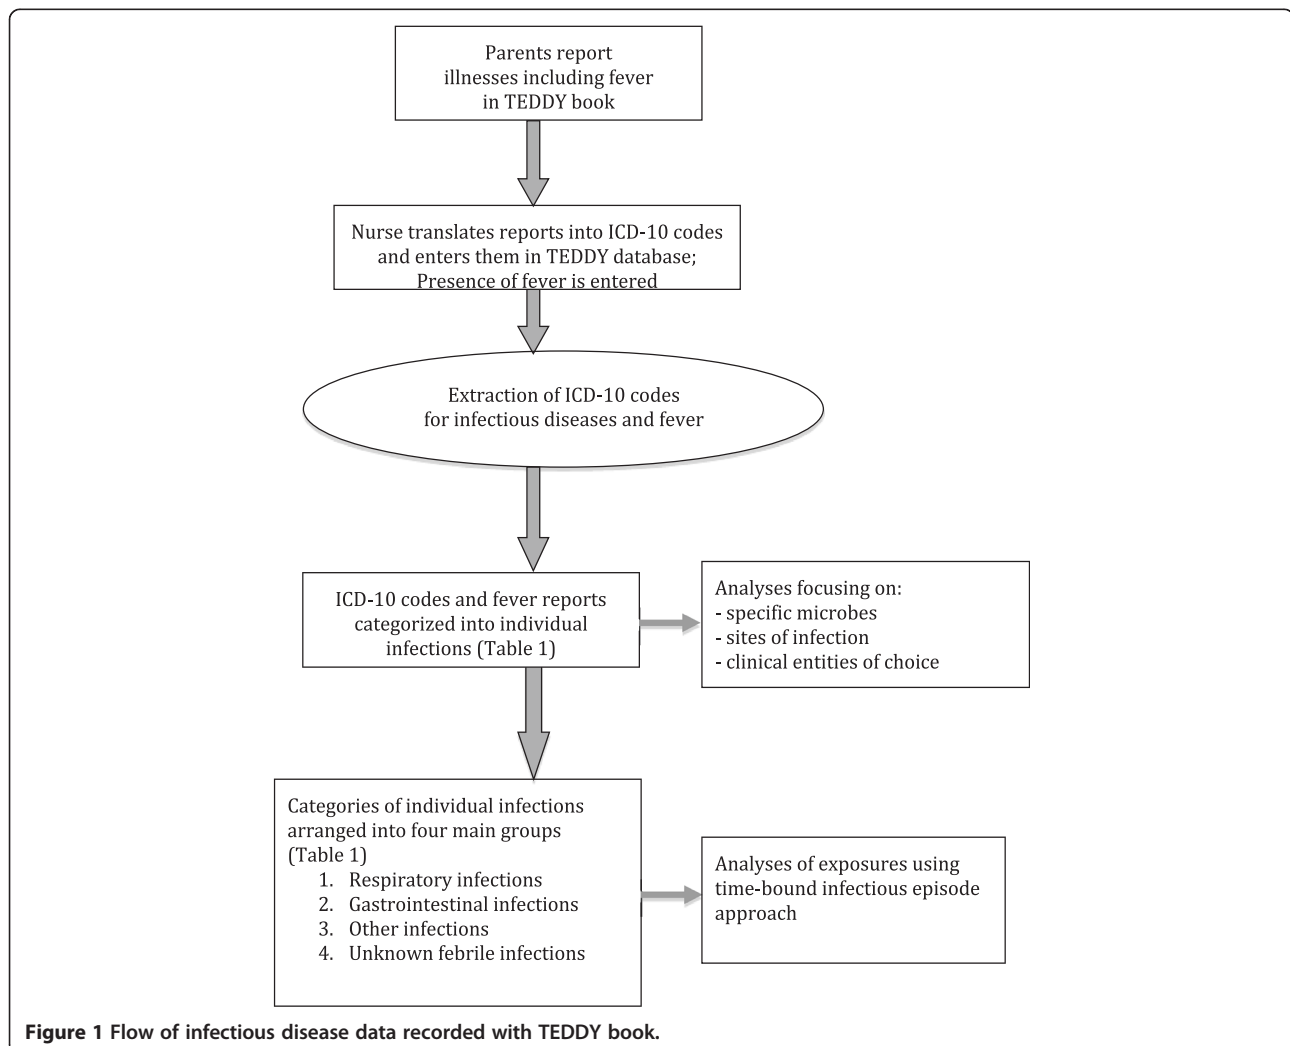 Parents report
illnesses including fever
in TEDDY book
Nurse translates reports into ICD-10 codes
and enters them in TEDDY database;
Presence of fever is entered
Extraction of ICD-10 codes
for infectious diseases and fever
ICD-10 codes and fever reports
categorized into individual
infections (Table 1)
Analyses focusing on:
- specific microbes
- sites of infection
- clinical entities of choice
Categories of individual infections
arranged into four main groups
(Table 1)
1. Respiratory infections
2. Gastrointestinal infections
3. Other infections
4. Unknown febrile infections
Analyses of exposures using
time-bound infectious episode
approach
Figure 1 Flow of infectious disease data recorded with TEDDY book.